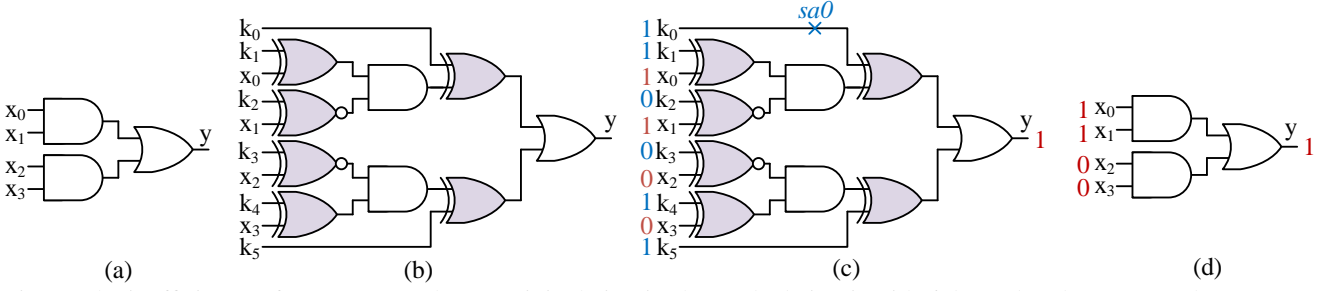 x0
x1
x2
x3
y
(a)
k0
k1
x0
k2
x1
k3
x2
k4
x3
k5
y
(b)
sa0
1 k0
1 k1
1 x0
0 k2
1 x1
0 k3
0 x2
1 k4
0 x3
1 k5
y
1
(c)
1 x0
1 x1
0 x2
0 x3
y
1
(d)